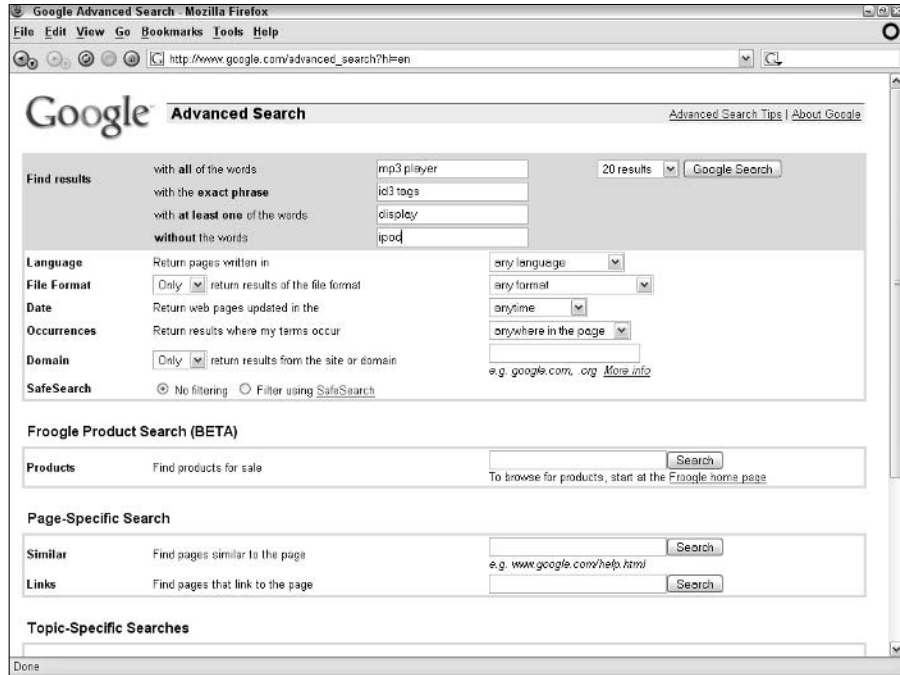 Google Advanced Search - Mozilla Firefox
File Edit View Go Bookmarks Tools Help
http://www.google.com/advanced_search?hl=en
Google™ Advanced Search Advanced Search Tips | About Google
Find results with all of the words mp3 player 20 results Google Search
with the exact phrase id3 tags
with at least one of the words display
without the words ipod
Language Return pages written in any language
File Format Only return results of the file format any format
Date Return web pages updated in the anytime
Occurrences Return results where my terms occur anywhere in the page
Domain Only return results from the site or domain
e.g. google.com, .org More info
SafeSearch No filtering Filter using SafeSearch
Froogle Product Search (BETA)
Products Find products for sale Search
To browse for products, start at the Froogle home page
Page-Specific Search
Similar Find pages similar to the page Search
e.g. www.google.com/help.html
Links Find pages that link to the page Search
Topic-Specific Searches
Done